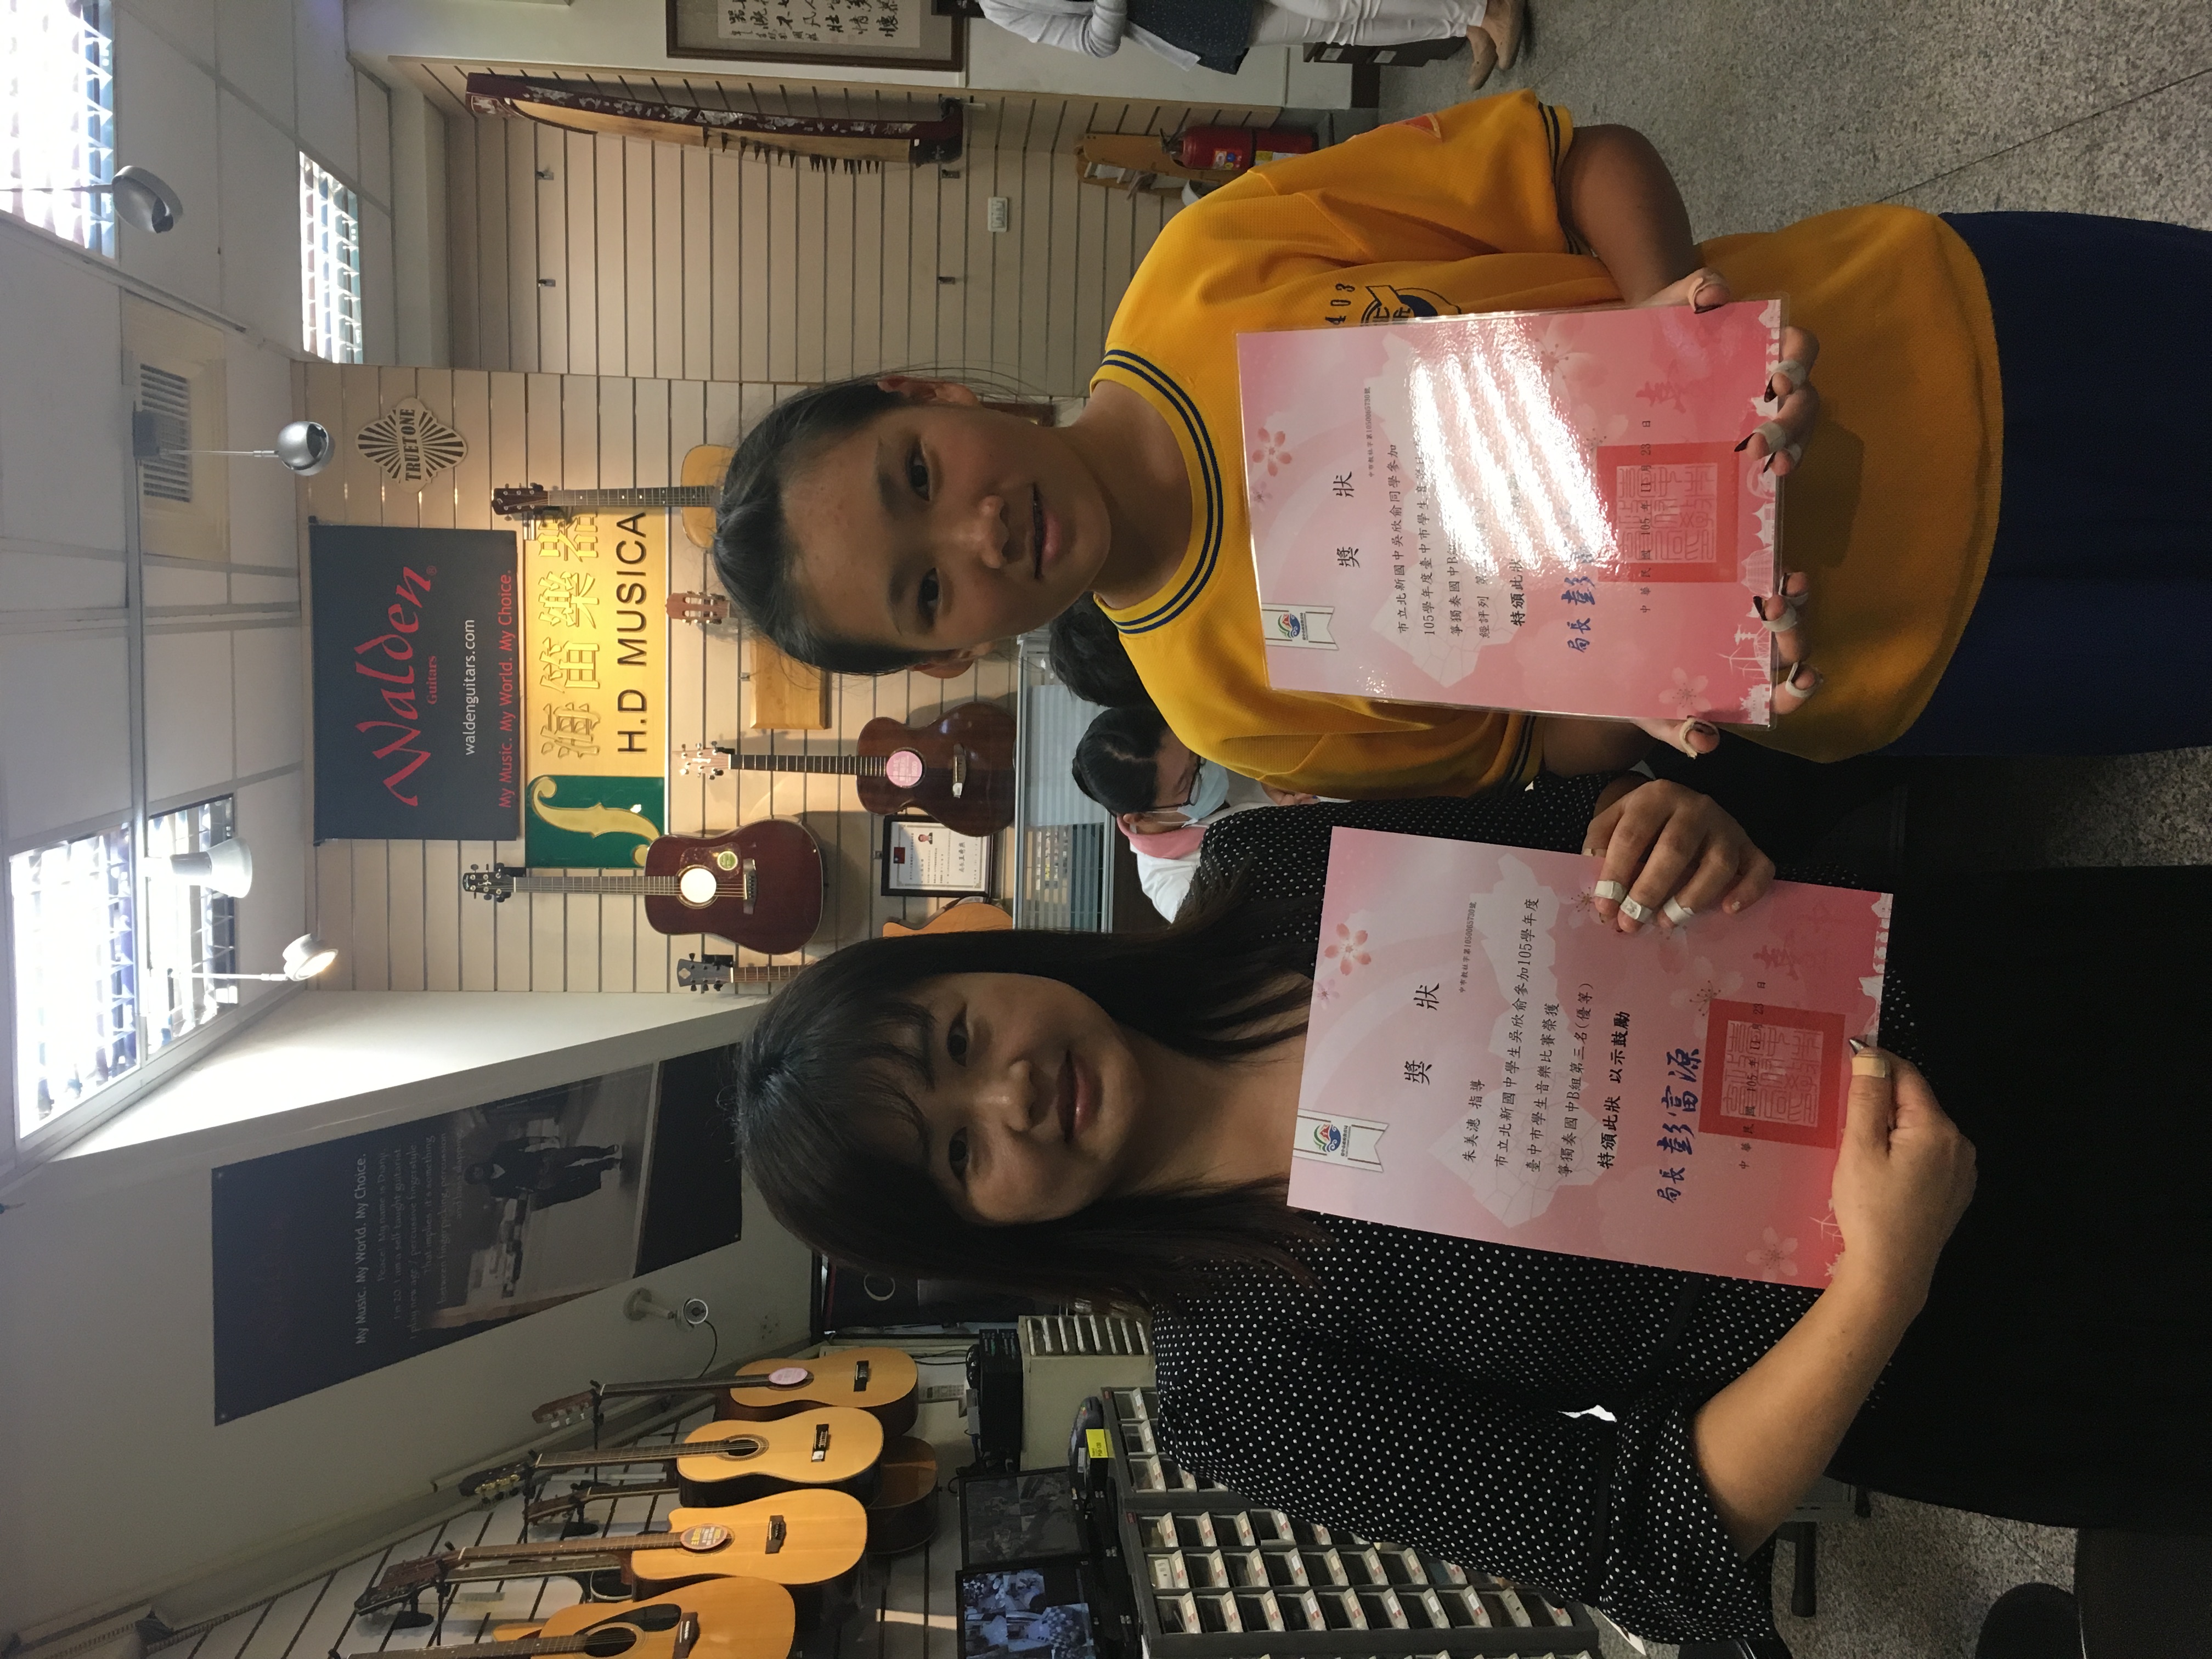 My Music. My World. My Choice.
Peace! My name is Dianji,
I'm 20. I am a self taught guitarist.
I play new age / percussive fingerstyle
That implies, it's something
between fingerpicking, percussion
and bass slapping
Walden
Guitars
waldenguitars.com
My Music. My World. My Choice.
TRUETONE
海笛樂器
H.D MUSICA
獎 狀
中市教社字第1050065730號
朱美漶 指導
市立北新國中學生吳欣俞參加105學年度
臺中市學生音樂比賽榮獲
箏獨奏國中B組第三名(優等)
特頒此狀 以示鼓勵
局長 彭富源
中華民國 105 年 11 月 23 日
獎 狀
中市教社字第1050065730號
市立北新國中吳欣俞同學參加
105學年度臺中市學生音樂比
箏獨奏國中B組
經評列 第
特頒此狀
局長 彭
中華民國 105 年 11 月 23 日
403